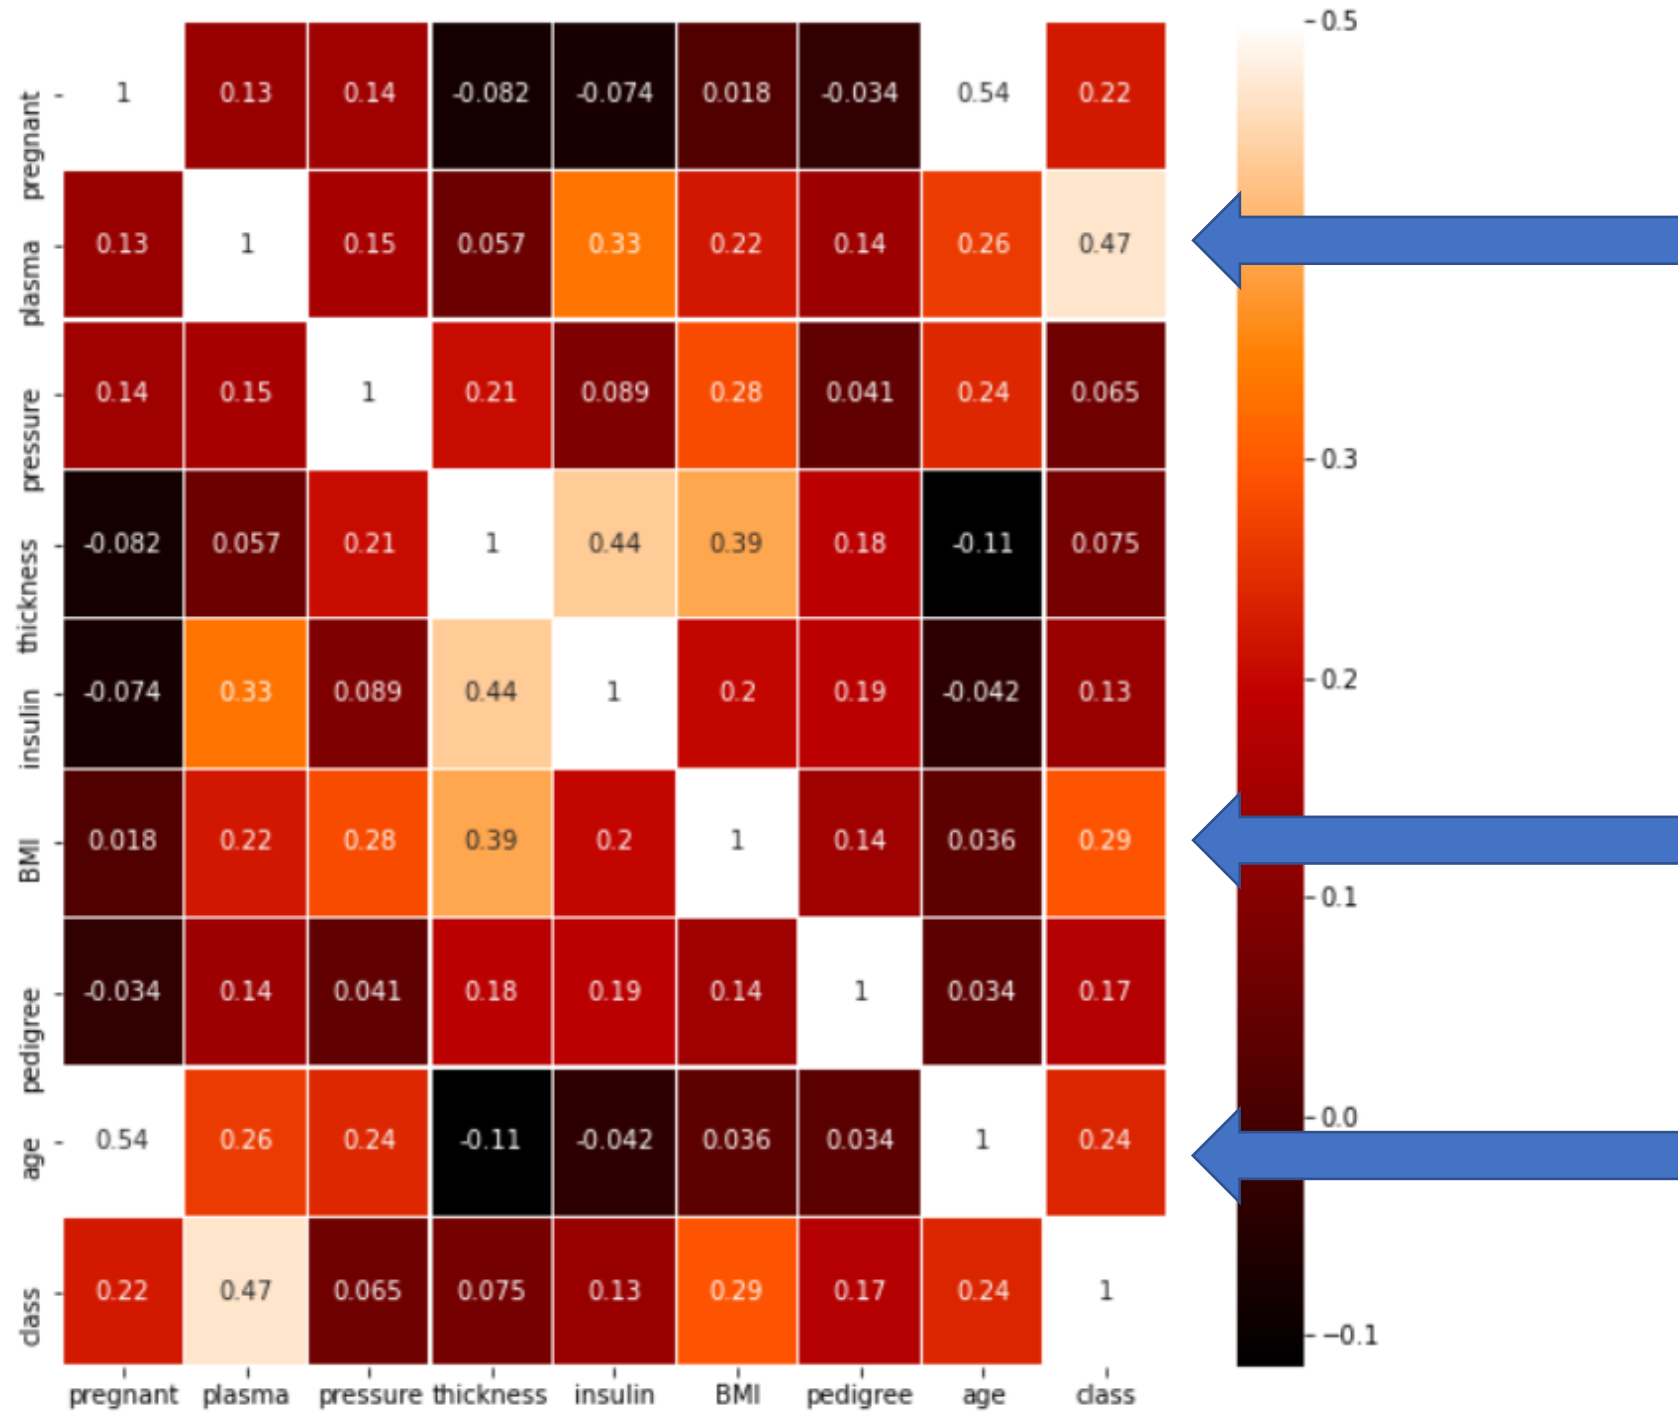 pregnant 1 0.13 0.14 -0.082 -0.074 0.018 -0.034 0.54 0.22
plasma 0.13 1 0.15 0.057 0.33 0.22 0.14 0.26 0.47
pressure 0.14 0.15 1 0.21 0.089 0.28 0.041 0.24 0.065
thickness -0.082 0.057 0.21 1 0.44 0.39 0.18 -0.11 0.075
insulin -0.074 0.33 0.089 0.44 1 0.2 0.19 -0.042 0.13
BMI 0.018 0.22 0.28 0.39 0.2 1 0.14 0.036 0.29
pedigree -0.034 0.14 0.041 0.18 0.19 0.14 1 0.034 0.17
age 0.54 0.26 0.24 -0.11 -0.042 0.036 0.034 1 0.24
class 0.22 0.47 0.065 0.075 0.13 0.29 0.17 0.24 1
pregnant plasma pressure thickness insulin BMI pedigree age class
0.5
0.3
0.2
0.1
0.0
−0.1